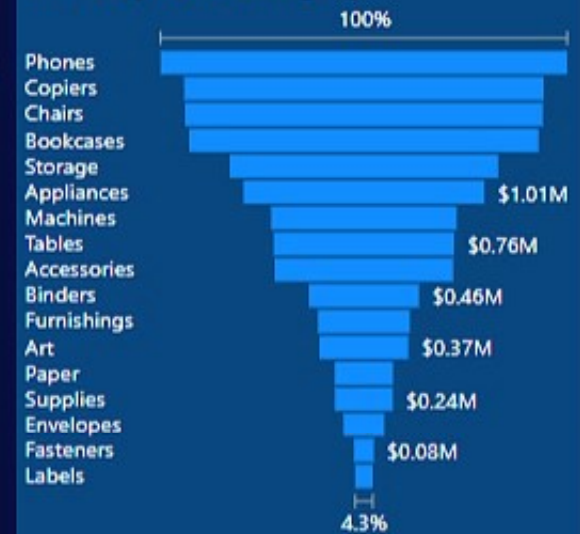 100%
Phones
Copiers
Chairs
Bookcases
Storage
Appliances $1.01M
Machines
Tables $0.76M
Accessories
Binders $0.46M
Furnishings
Art $0.37M
Paper
Supplies $0.24M
Envelopes
Fasteners $0.08M
Labels
4.3%